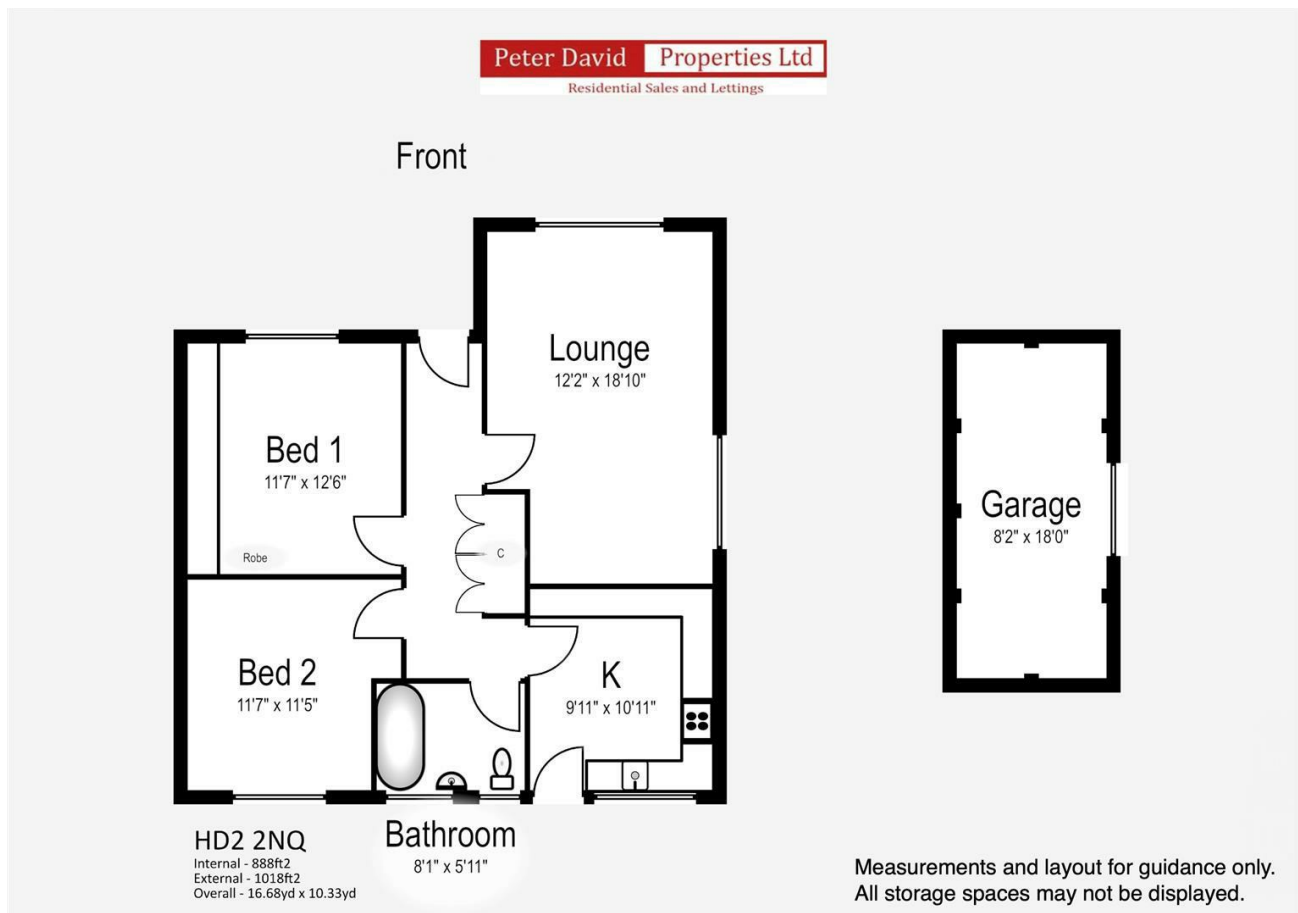 Peter David Properties Ltd
Residential Sales and Lettings
Front
Lounge
12'2" x 18'10"
Bed 1
11'7" x 12'6"
Robe
C
Garage
8'2" x 18'0"
Bed 2
11'7" x 11'5"
K
9'11" x 10'11"
Bathroom
8'1" x 5'11"
HD2 2NQ
Internal - 888ft2
External - 1018ft2
Overall - 16.68yd x 10.33yd
Measurements and layout for guidance only.
All storage spaces may not be displayed.